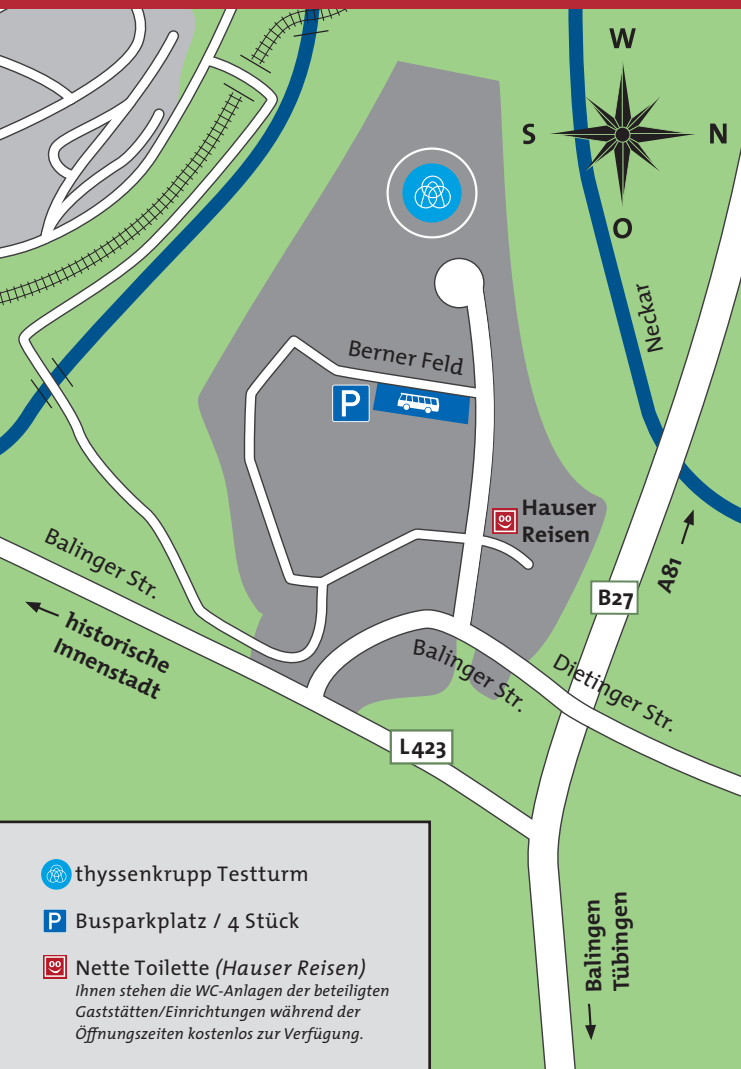 W
S
N
O
Neckar
Berner Feld
P
Hauser
Reisen
A81
B27
Balinger Str.
historische
Innenstadt
Balinger Str.
Dietinger Str.
L423
Balingen
Tübingen
thyssenkrupp Testturm
P Busparkplatz / 4 Stück
Nette Toilette (Hauser Reisen)
Ihnen stehen die WC-Anlagen der beteiligten
Gaststätten/Einrichtungen während der
Öffnungszeiten kostenlos zur Verfügung.